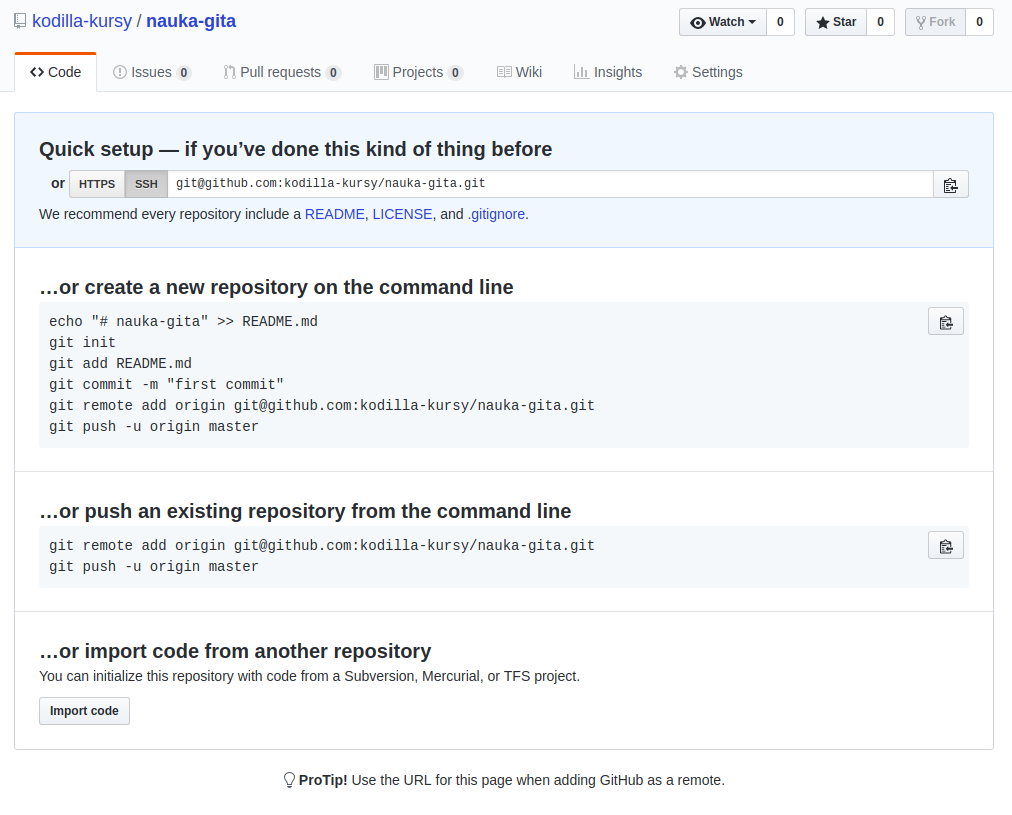 kodilla-kursy / nauka-gita
Watch 0 Star 0 Fork 0
Code Issues 0 Pull requests 0 Projects 0 Wiki Insights Settings
Quick setup — if you’ve done this kind of thing before
or HTTPS SSH git@github.com:kodilla-kursy/nauka-gita.git
We recommend every repository include a README, LICENSE, and .gitignore.
…or create a new repository on the command line
echo "# nauka-gita" >> README.md
git init
git add README.md
git commit -m "first commit"
git remote add origin git@github.com:kodilla-kursy/nauka-gita.git
git push -u origin master
…or push an existing repository from the command line
git remote add origin git@github.com:kodilla-kursy/nauka-gita.git
git push -u origin master
…or import code from another repository
You can initialize this repository with code from a Subversion, Mercurial, or TFS project.
Import code
ProTip! Use the URL for this page when adding GitHub as a remote.